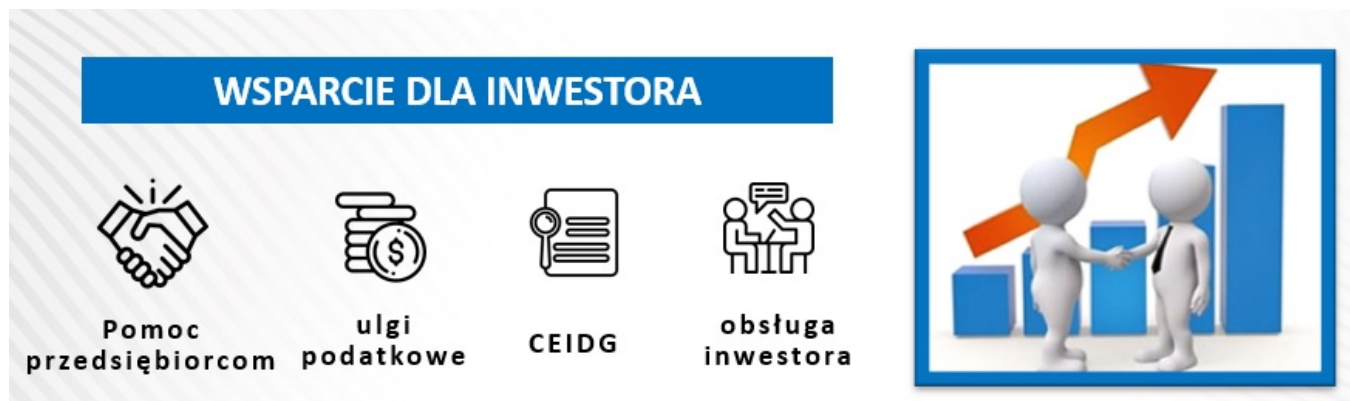 WSPARCIE DLA INWESTORA
Pomoc
przedsiębiorcom
ulgi
podatkowe
CEIDG
obsługa
inwestora